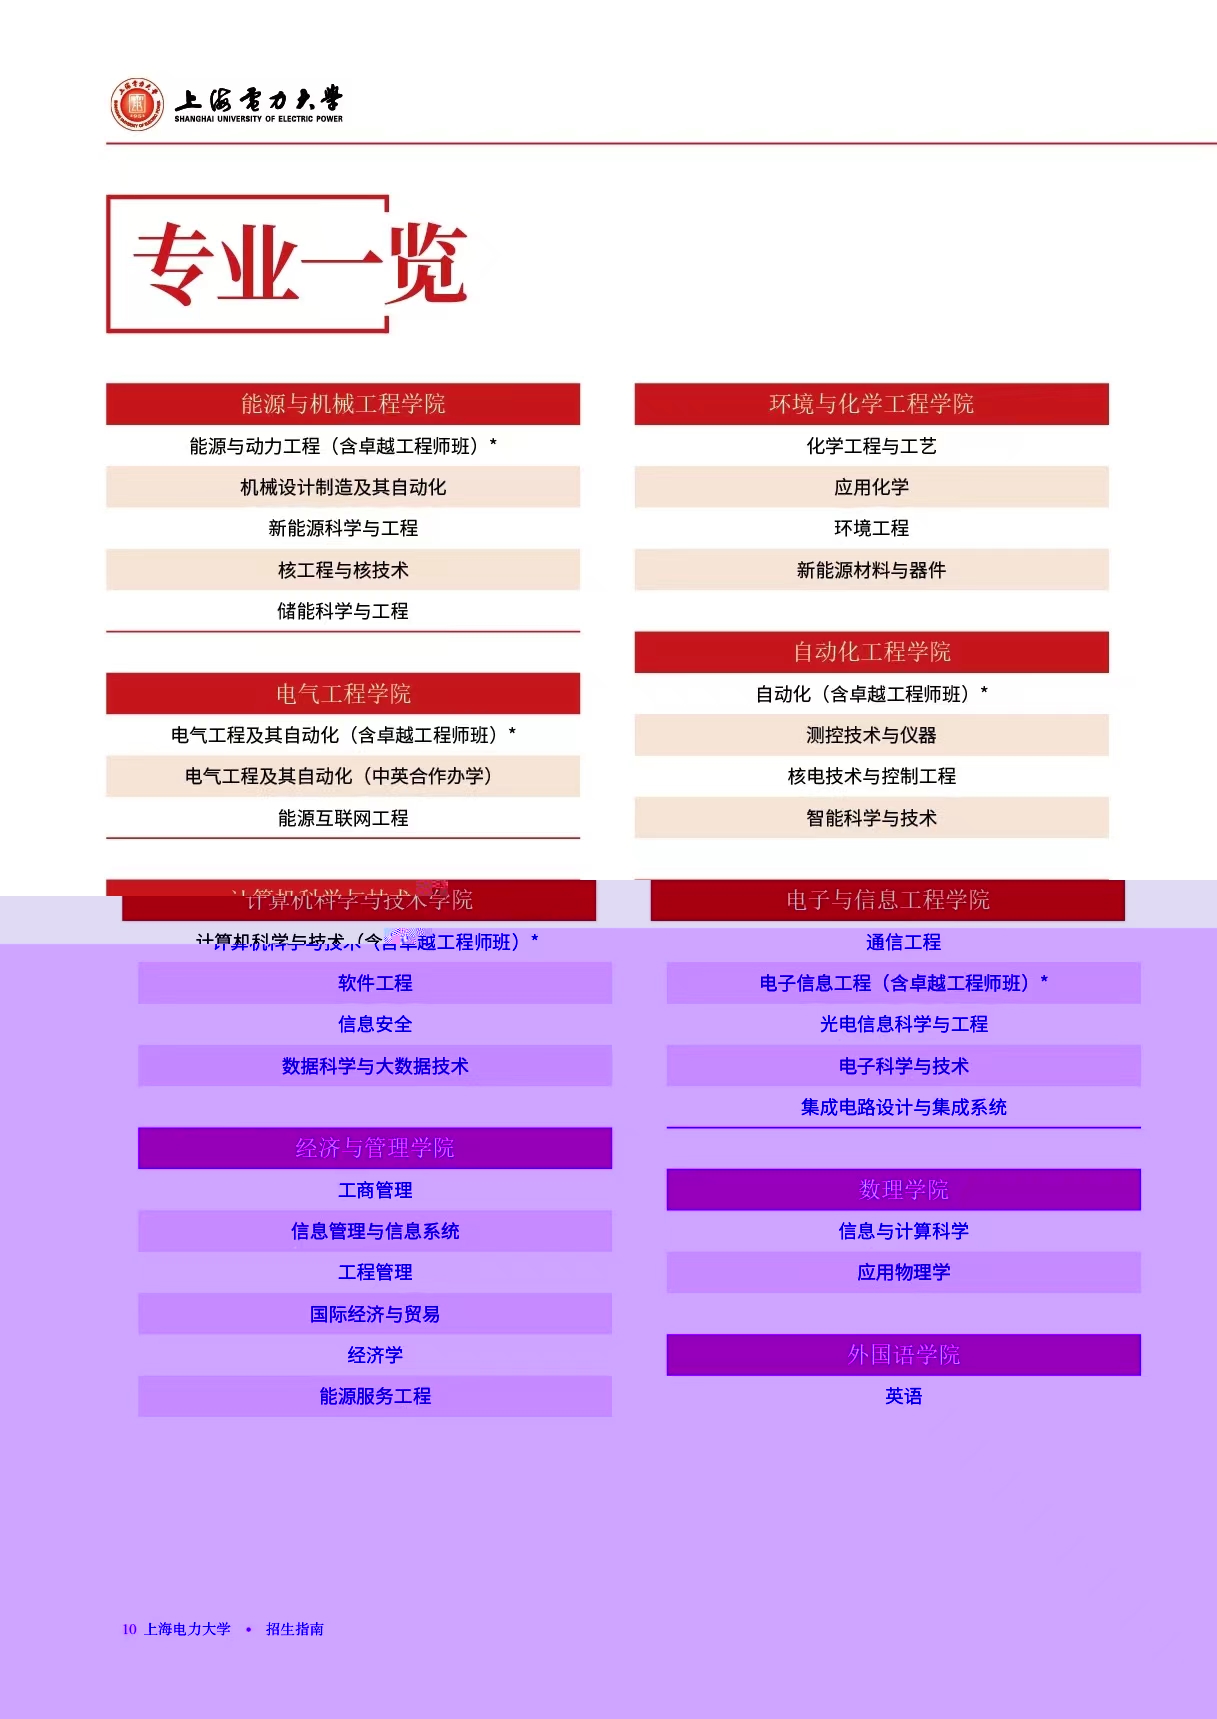 上海电力大学
SHANGHAI UNIVERSITY OF ELECTRIC POWER
专业一览
能源与机械工程学院
能源与动力工程（含卓越工程师班）*
机械设计制造及其自动化
新能源科学与工程
核工程与核技术
储能科学与工程
电气工程学院
电气工程及其自动化（含卓越工程师班）*
电气工程及其自动化（中英合作办学）
能源互联网工程
计算机科学与技术学院
计算机科学与技术（含卓越工程师班）*
软件工程
信息安全
数据科学与大数据技术
经济与管理学院
工商管理
信息管理与信息系统
工程管理
国际经济与贸易
经济学
能源服务工程
环境与化学工程学院
化学工程与工艺
应用化学
环境工程
新能源材料与器件
自动化工程学院
自动化（含卓越工程师班）*
测控技术与仪器
核电技术与控制工程
智能科学与技术
电子与信息工程学院
通信工程
电子信息工程（含卓越工程师班）*
光电信息科学与工程
电子科学与技术
集成电路设计与集成系统
数理学院
信息与计算科学
应用物理学
外国语学院
英语
10 上海电力大学 • 招生指南